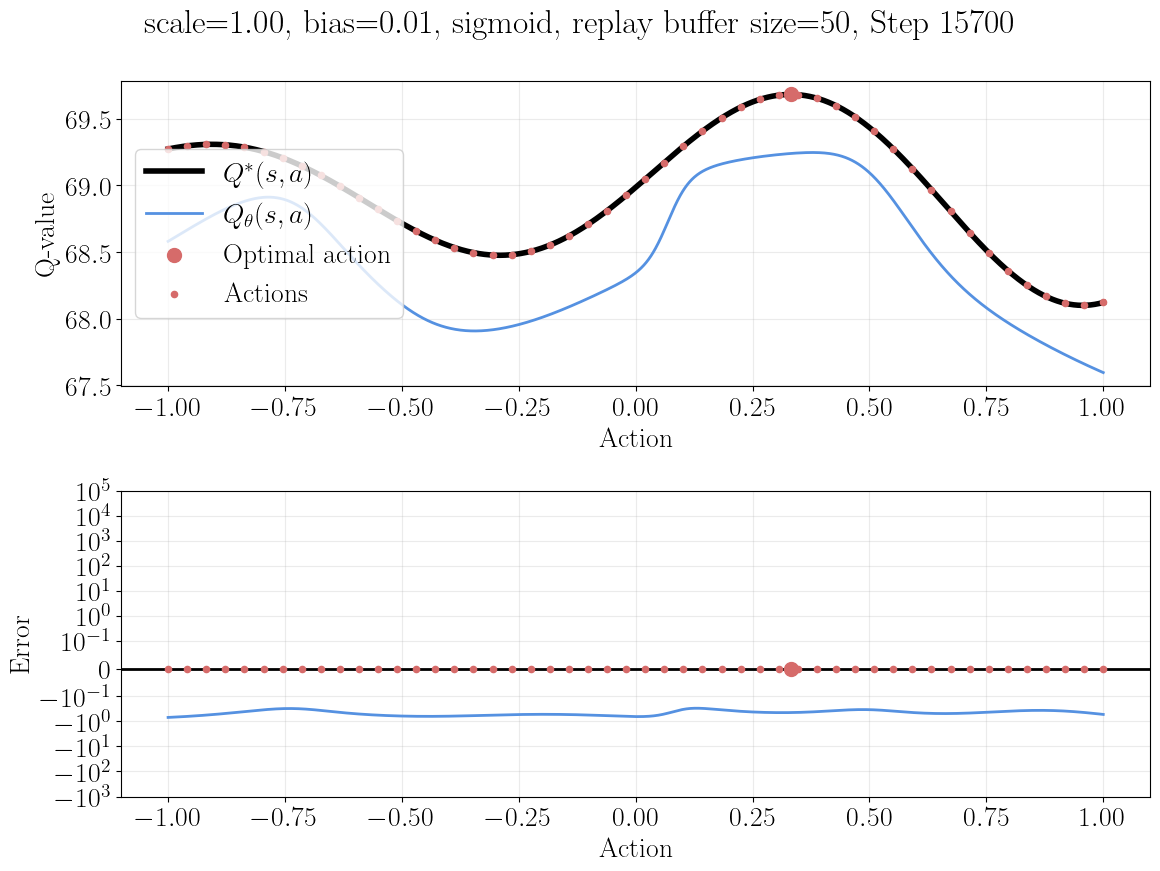 scale=1.00, bias=0.01, sigmoid, replay buffer size=50, Step 15700
69.5
69.0
68.5
68.0
67.5
Q-value
Q*(s, a)
Q_θ(s, a)
Optimal action
Actions
−1.00 −0.75 −0.50 −0.25 0.00 0.25 0.50 0.75 1.00
Action
10^5
10^4
10^3
10^2
10^1
10^0
10^−1
0
−10^−1
−10^0
−10^1
−10^2
−10^3
Error
−1.00 −0.75 −0.50 −0.25 0.00 0.25 0.50 0.75 1.00
Action